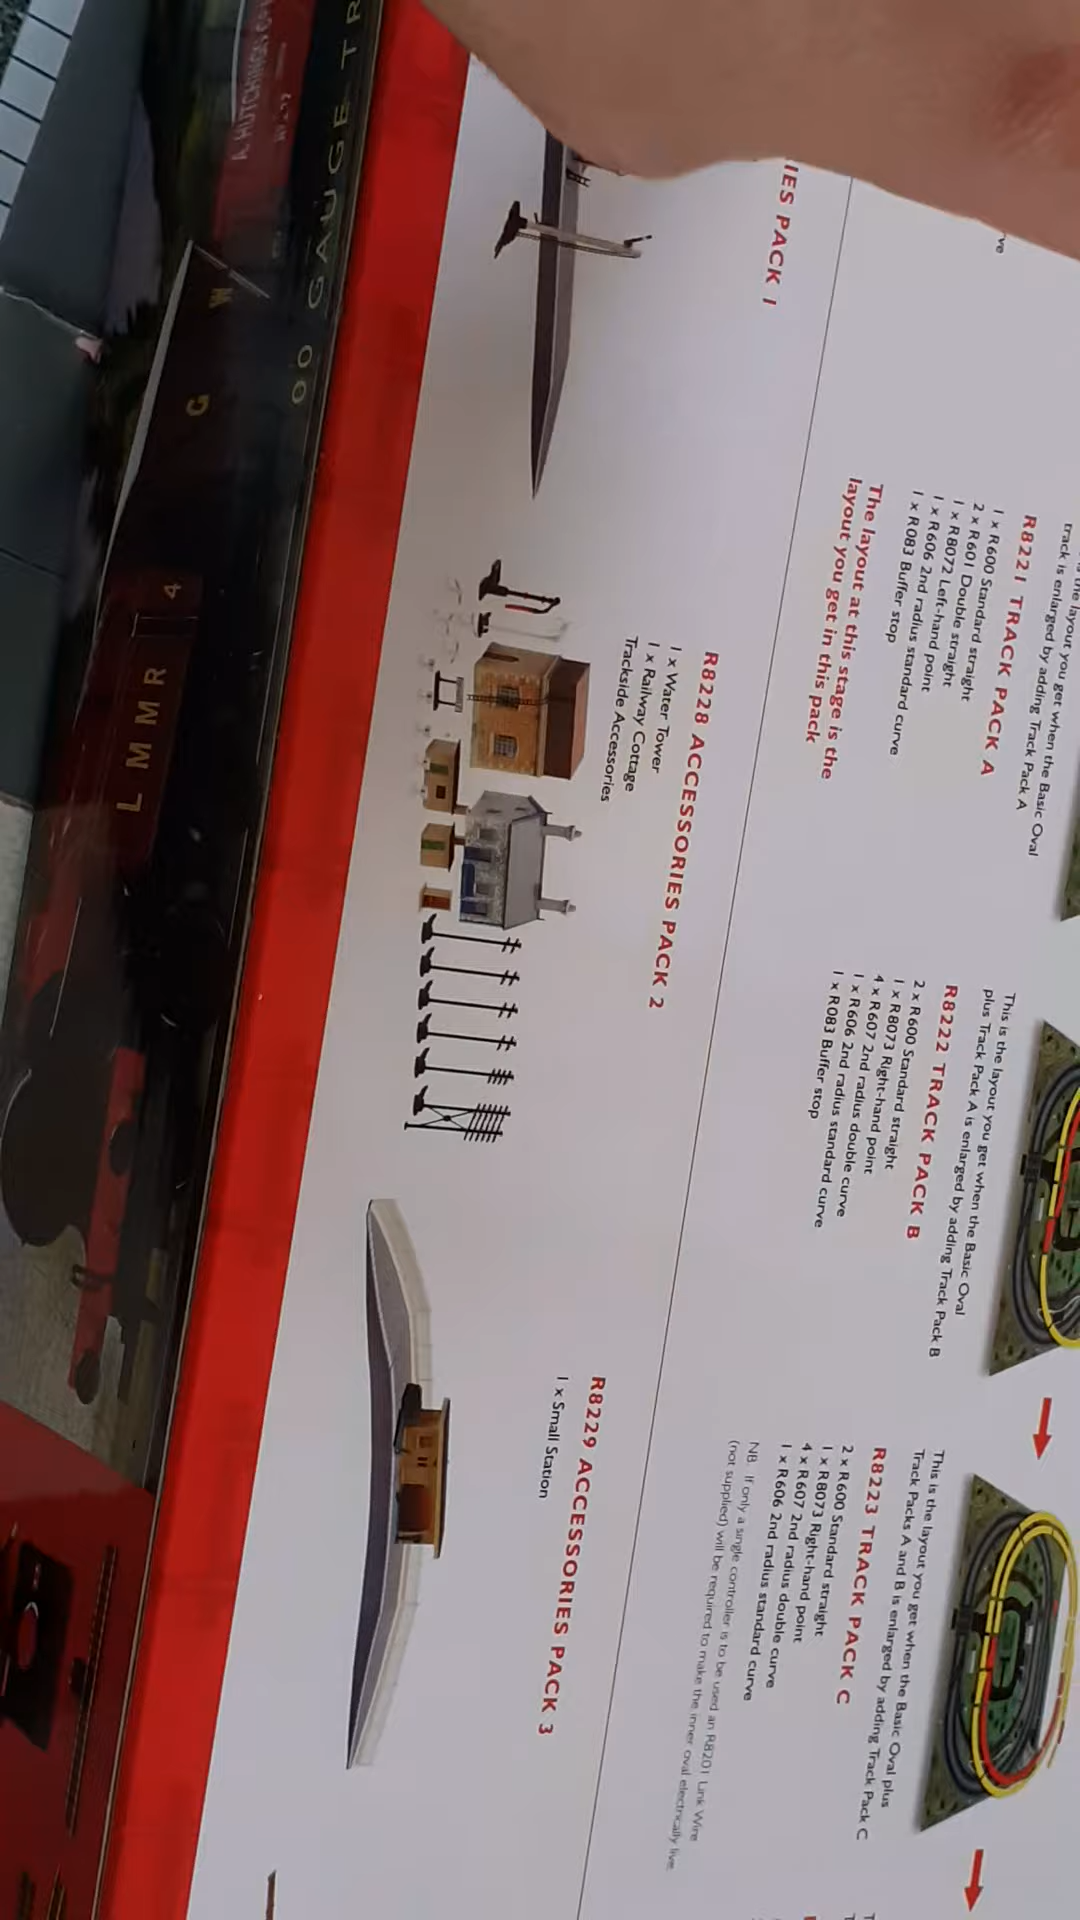 ve
track is enlarged by adding Track Pack A
R8221 TRACK PACK A
1 x R600 Standard straight
2 x R601 Double straight
1 x R8072 Left-hand point
1 x R606 2nd radius standard curve
1 x R083 Buffer stop
The layout at this stage is the
layout you get in this pack
This is the layout you get when the Basic Oval
plus Track Pack A is enlarged by adding Track Pack B
R8222 TRACK PACK B
2 x R600 Standard straight
1 x R8073 Right-hand point
4 x R607 2nd radius double curve
1 x R606 2nd radius standard curve
1 x R083 Buffer stop
This is the layout you get when the Basic Oval plus
Track Packs A and B is enlarged by adding Track Pack C
R8223 TRACK PACK C
2 x R600 Standard straight
1 x R8073 Right-hand point
4 x R607 2nd radius double curve
1 x R606 2nd radius standard curve
NB. If only a single controller is to be used an R8201 Link Wire
(not supplied) will be required to make the inner oval electrically live.
IES PACK 1
R8228 ACCESSORIES PACK 2
1 x Water Tower
1 x Railway Cottage
Trackside Accessories
R8229 ACCESSORIES PACK 3
1 x Small Station
OO GAUGE TR
A. HUTCHINSON
G W
4
L M M R